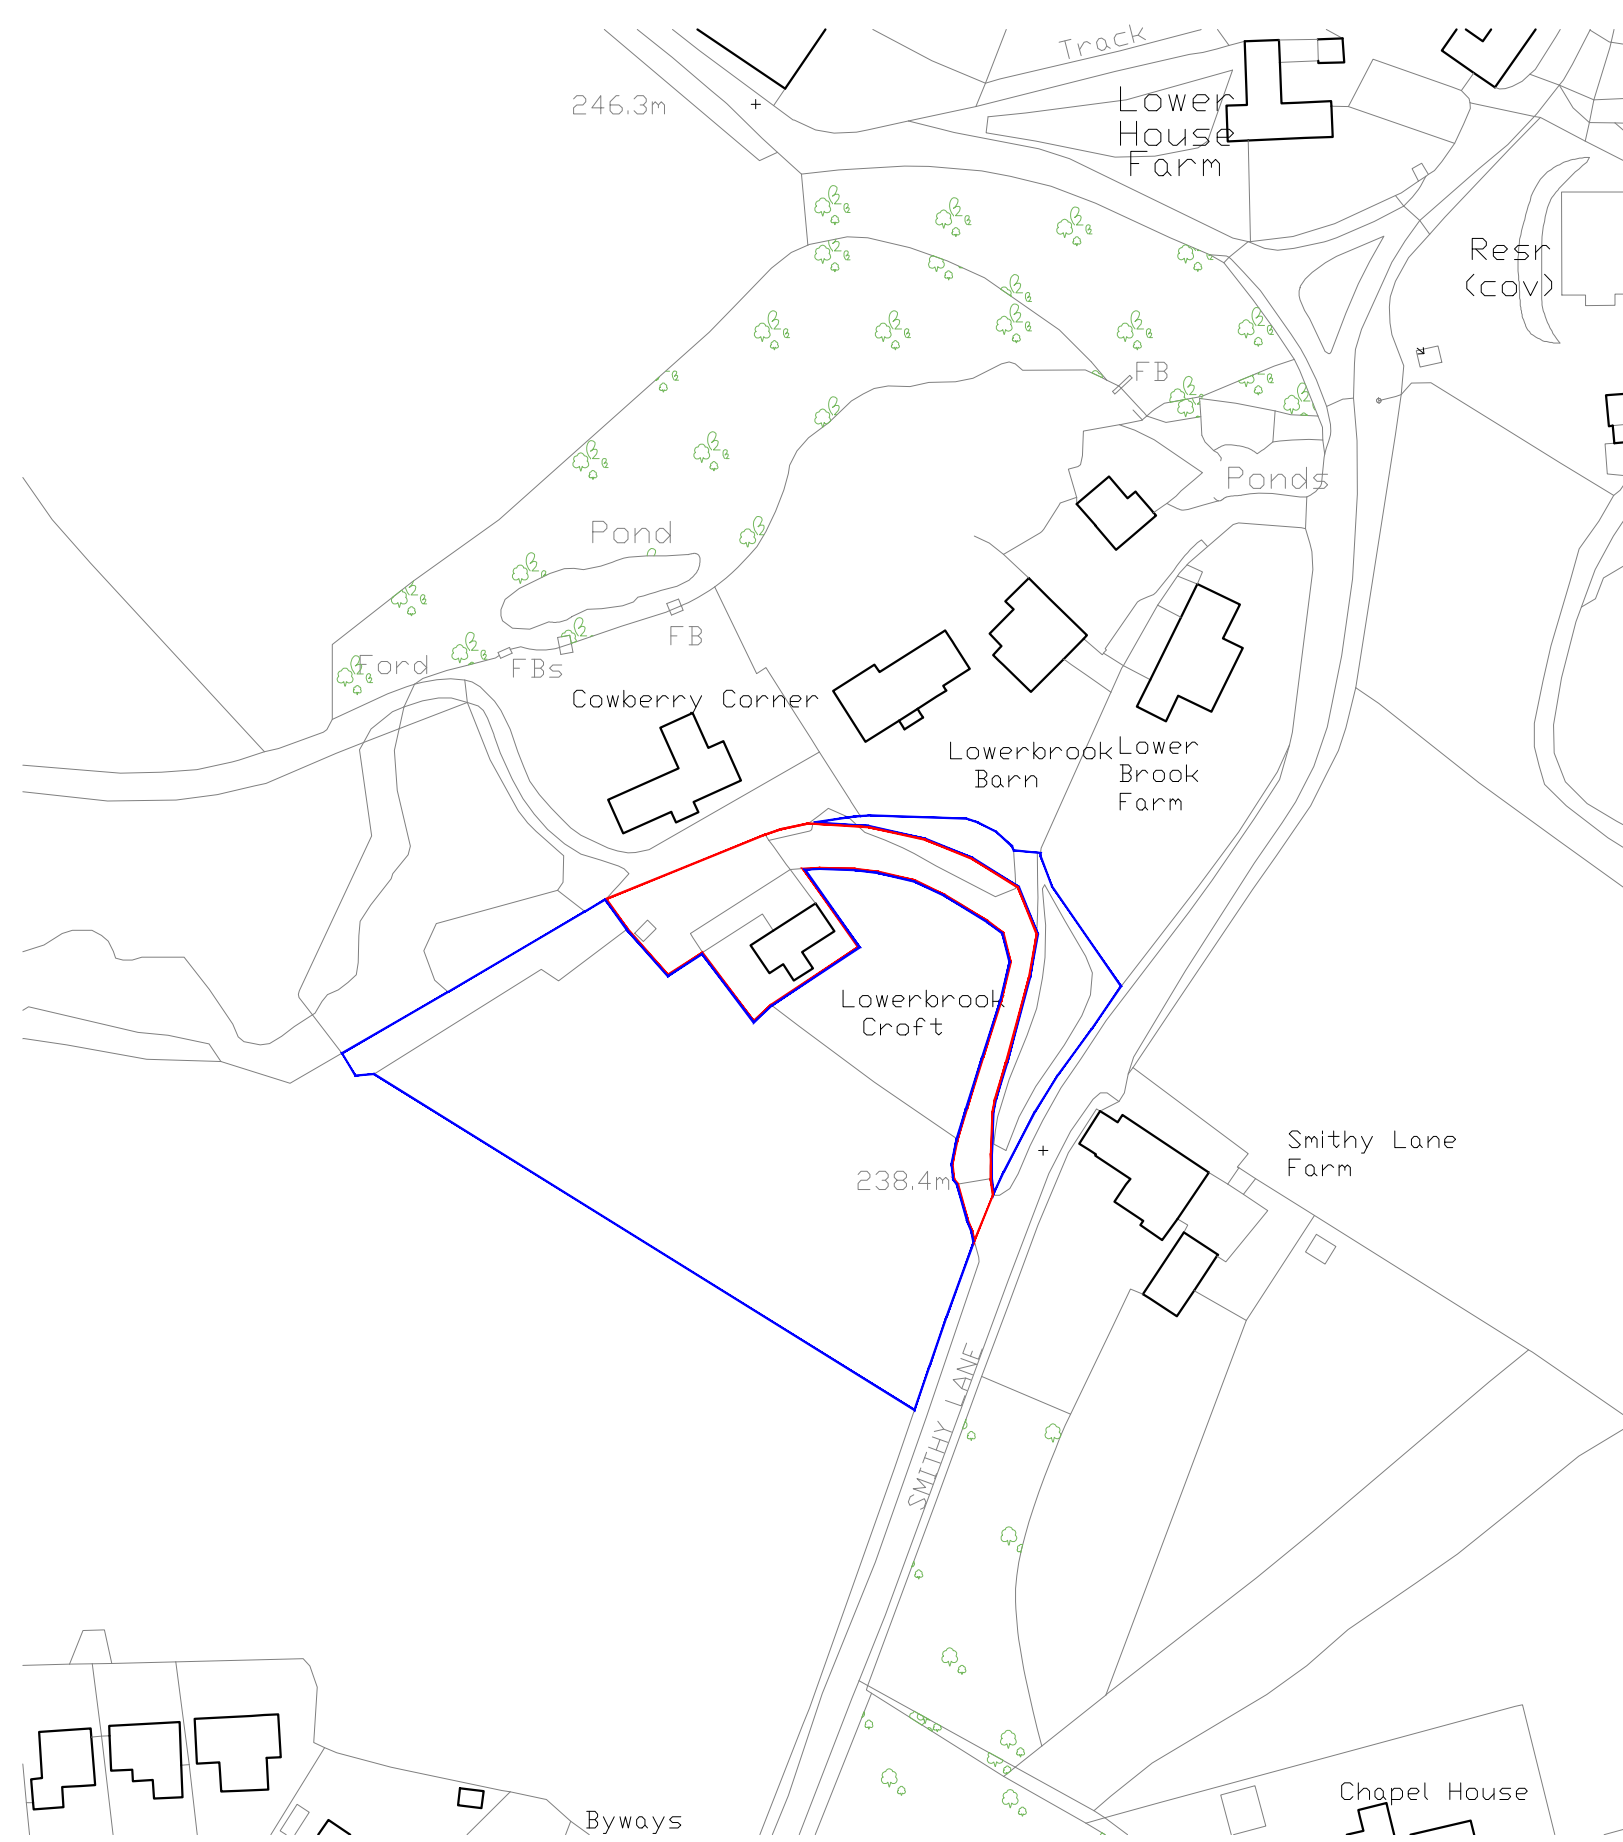 Track
246.3m
Lower
House
Farm
Resr
(cov)
FB
Ponds
Pond
FB
Ford
FBs
Cowberry Corner
Lowerbrook
Barn
Lower
Brook
Farm
Lowerbrook
Croft
Smithy Lane
Farm
238.4m
SMITHY LANE
Chapel House
Byways